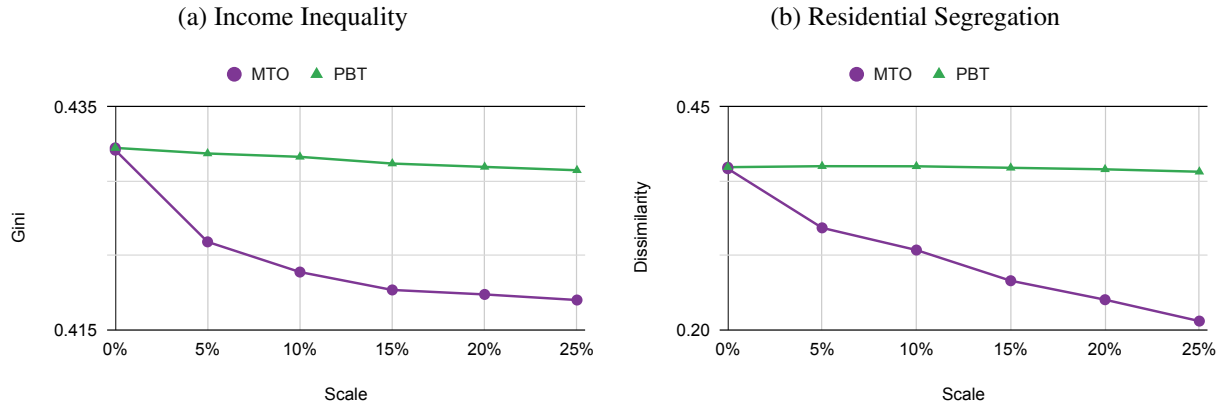 (a) Income Inequality
MTO PBT
0.435
Gini
0.415
0% 5% 10% 15% 20% 25%
Scale
(b) Residential Segregation
MTO PBT
0.45
Dissimilarity
0.20
0% 5% 10% 15% 20% 25%
Scale